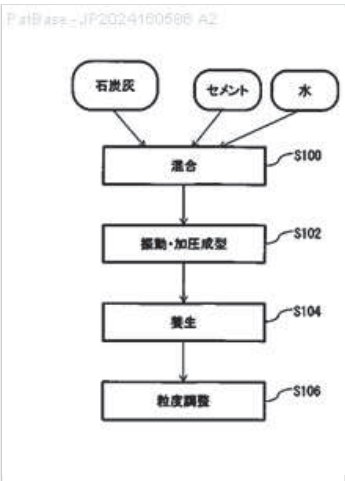 PatBase - JP2024160586 A2
石炭灰
セメント
水
混合
S100
振動・加圧成型
S102
養生
S104
粒度調整
S106